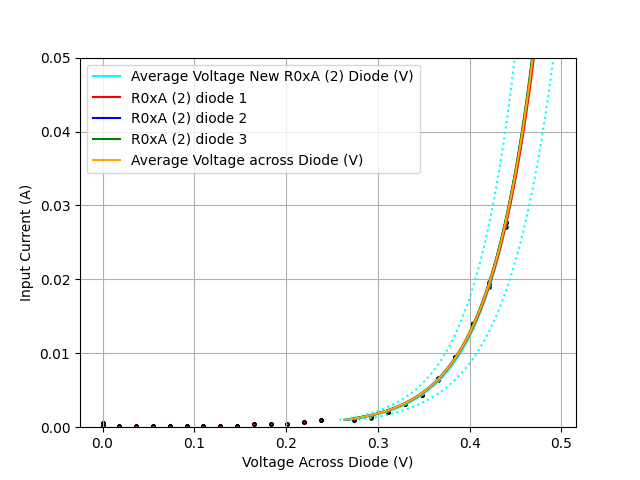 0.05
0.04
0.03
0.02
0.01
0.00
Input Current (A)
Average Voltage New R0xA (2) Diode (V)
R0xA (2) diode 1
R0xA (2) diode 2
R0xA (2) diode 3
Average Voltage across Diode (V)
0.0 0.1 0.2 0.3 0.4 0.5
Voltage Across Diode (V)